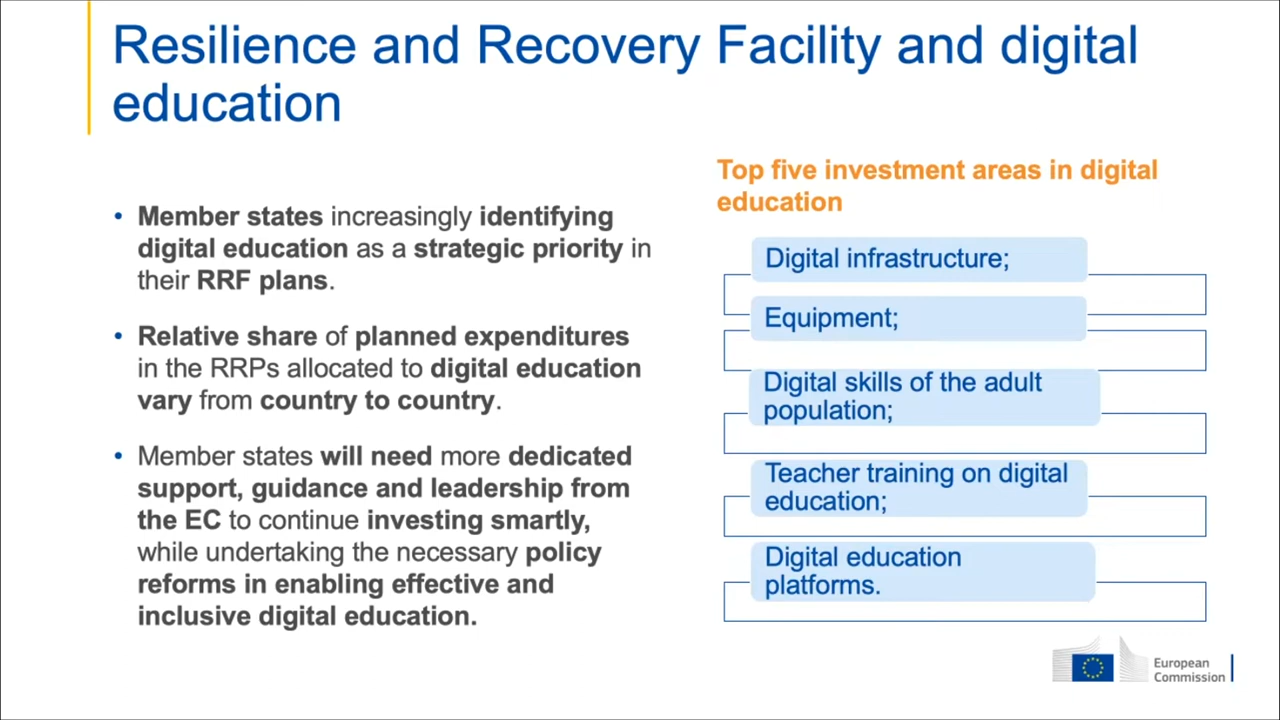 Resilience and Recovery Facility and digital
education
• Member states increasingly identifying
digital education as a strategic priority in
their RRF plans.
• Relative share of planned expenditures
in the RRPs allocated to digital education
vary from country to country.
• Member states will need more dedicated
support, guidance and leadership from
the EC to continue investing smartly,
while undertaking the necessary policy
reforms in enabling effective and
inclusive digital education.
Top five investment areas in digital
education
Digital infrastructure;
Equipment;
Digital skills of the adult
population;
Teacher training on digital
education;
Digital education
platforms.
European
Commission